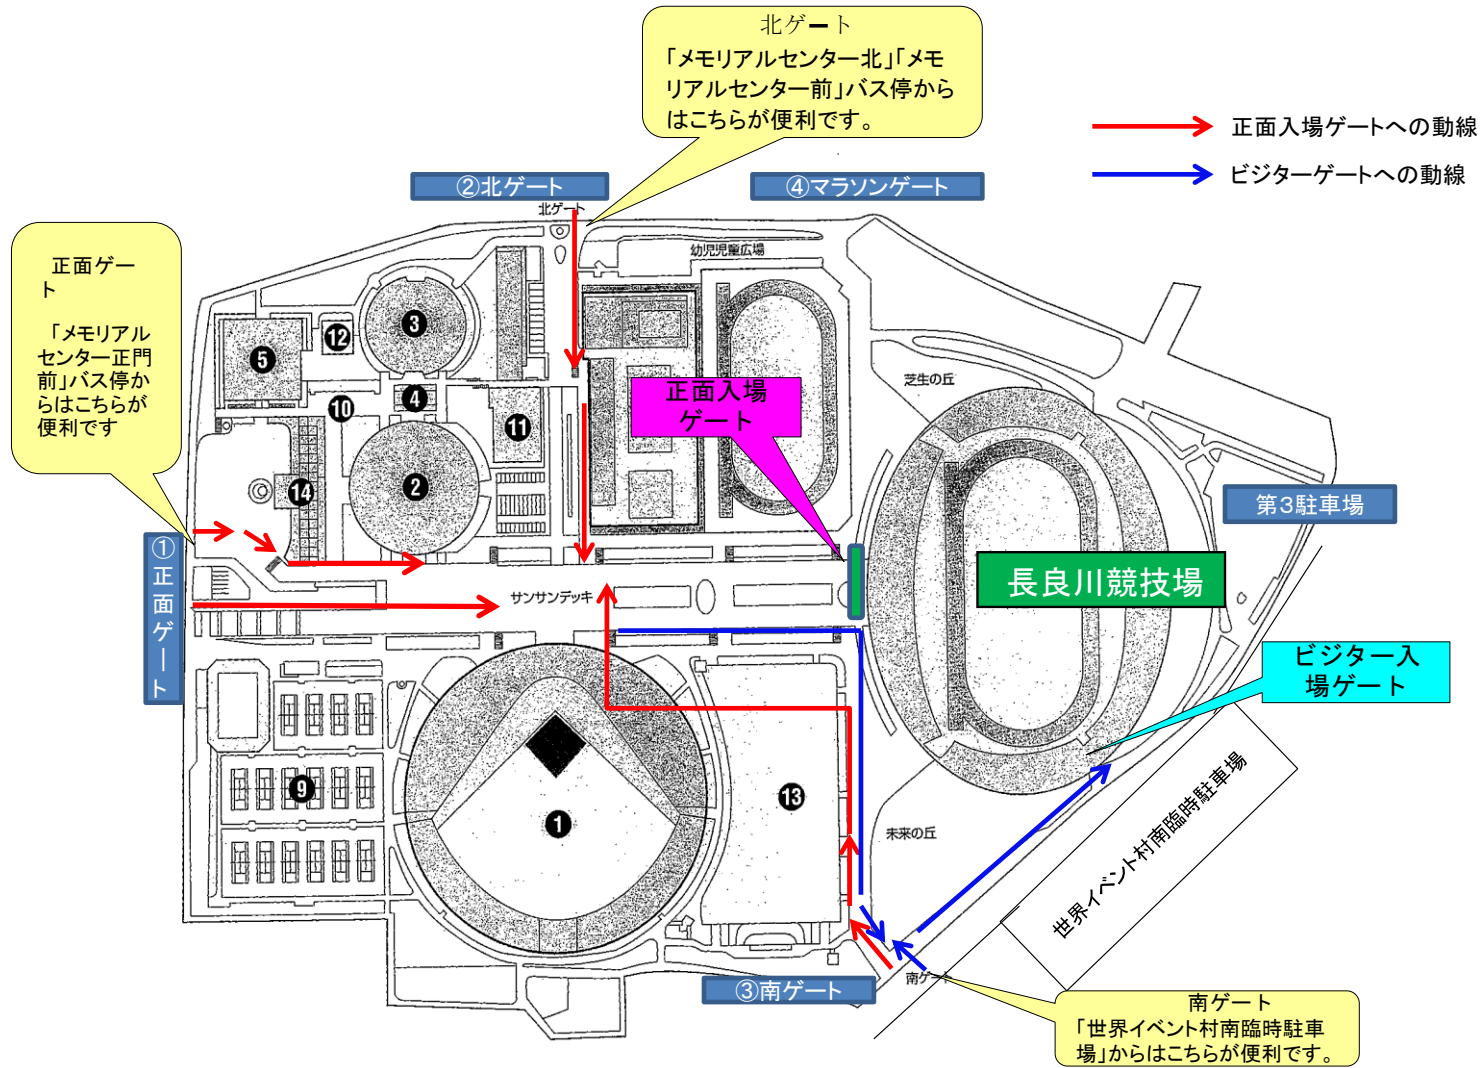 北ゲート
「メモリアルセンター北」「メ
モリアルセンター前」バス停から
はこちらが便利です。
正面入場ゲートへの動線
ビジターゲートへの動線
②北ゲート
④マラソンゲート
北ゲート
幼児児童広場
正面ゲー
ト
「メモリアル
センター正門
前」バス停か
らはこちらが
便利です
3
12
5
4
10
11
2
14
正面入場
ゲート
芝生の丘
第3駐車場
①正面ゲート
サンサンデッキ
長良川競技場
ビジター入
場ゲート
9
1
13
未来の丘
世界イベント村南臨時駐車場
③南ゲート
南ゲート
南ゲート
「世界イベント村南臨時駐車
場」からはこちらが便利です。